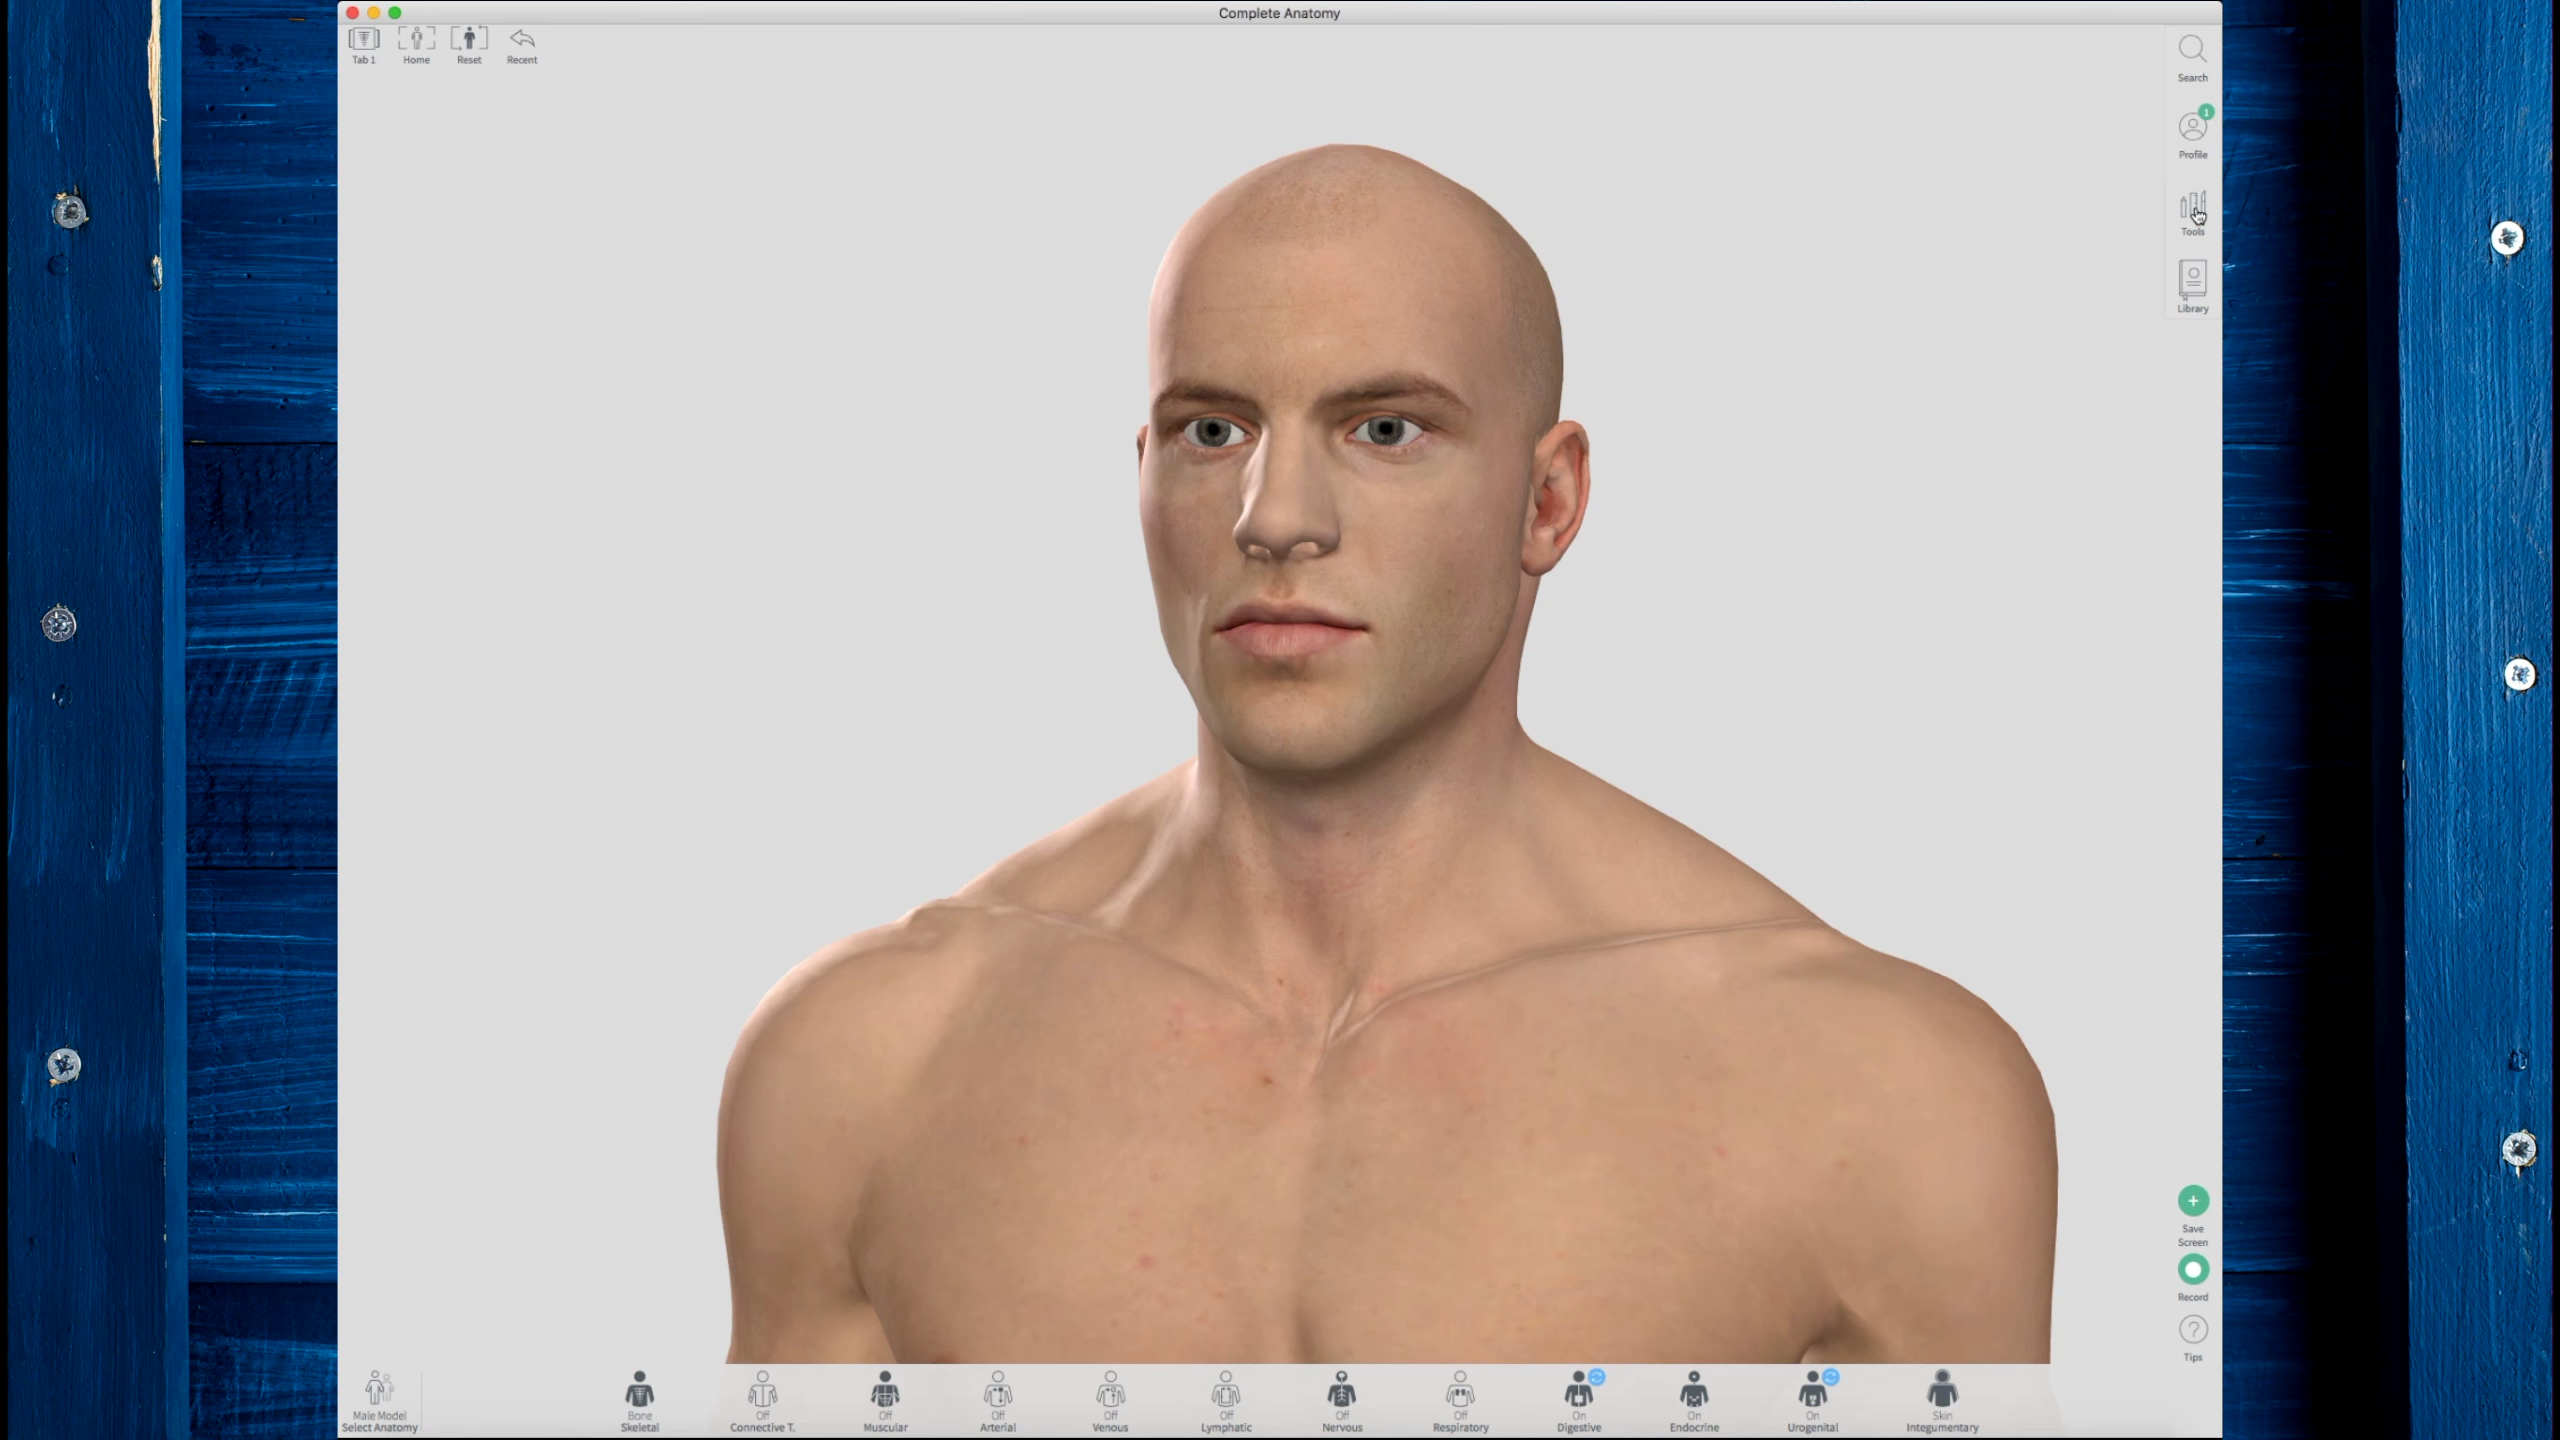 Complete Anatomy
Tab 1
Home
Reset
Recent
Search
1
Profile
Tools
Library
Save
Screen
Record
?
Tips
Male Model
Select Anatomy
Bone
Skeletal
Off
Connective T.
Off
Muscular
Off
Arterial
Off
Venous
Off
Lymphatic
Off
Nervous
Off
Respiratory
On
Digestive
On
Endocrine
On
Urogenital
Skin
Integumentary